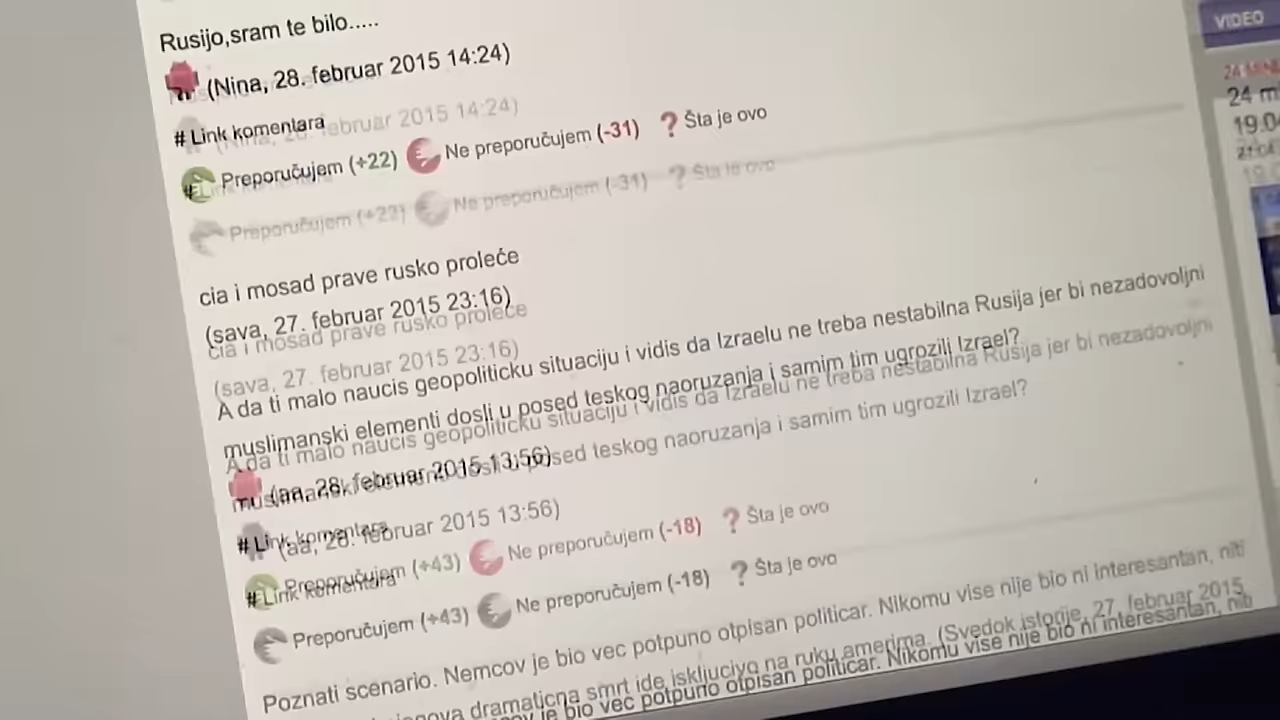 Rusijo,sram te bilo.....
(Nina, 28. februar 2015 14:24)
# Link komentara
Preporučujem (+22) Ne preporučujem (-31) ? Šta je ovo
cia i mosad prave rusko proleće
(sava, 27. februar 2015 23:16)
A da ti malo naucis geopoliticku situaciju i vidis da Izraelu ne treba nestabilna Rusija jer bi nezadovoljni
muslimanski elementi dosli u posed teskog naoruzanja i samim tim ugrozili Izrael?
(aa, 28. februar 2015 13:56)
# Link komentara
Preporučujem (+43) Ne preporučujem (-18) ? Šta je ovo
Poznati scenario. Nemcov je bio vec potpuno otpisan politicar. Nikomu vise nije bio ni interesantan, niti
dramaticna smrt ide iskljucivo na ruku amerima. (Svedok istorije, 27. februar 2015
VIDEO
24 m